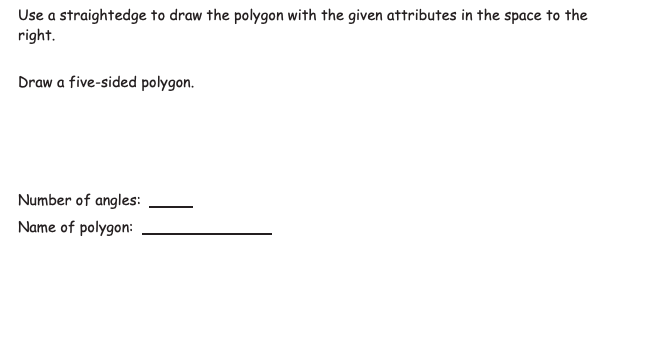 Use a straightedge to draw the polygon with the given attributes in the space to the
right.
Draw a five-sided polygon.
Number of angles: _____
Name of polygon: _______________